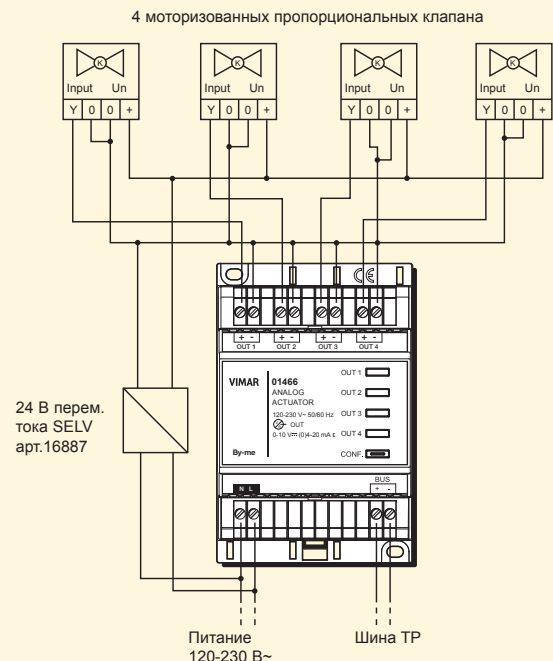 4 моторизованных пропорциональных клапана
Input Un
Y 0 0 +
Input Un
Y 0 0 +
Input Un
Y 0 0 +
Input Un
Y 0 0 +
+ - + - + - + -
OUT 1 OUT 2 OUT 3 OUT 4
VIMAR
01466
ANALOG
ACTUATOR
120-230 V~ 50/60 Hz
OUT
0-10 V (0)4-20 mA
By-me
OUT 1
OUT 2
OUT 3
OUT 4
CONF.
24 В перем.
тока SELV
арт.16887
N L
BUS
+ -
Питание
120-230 В~
Шина TP